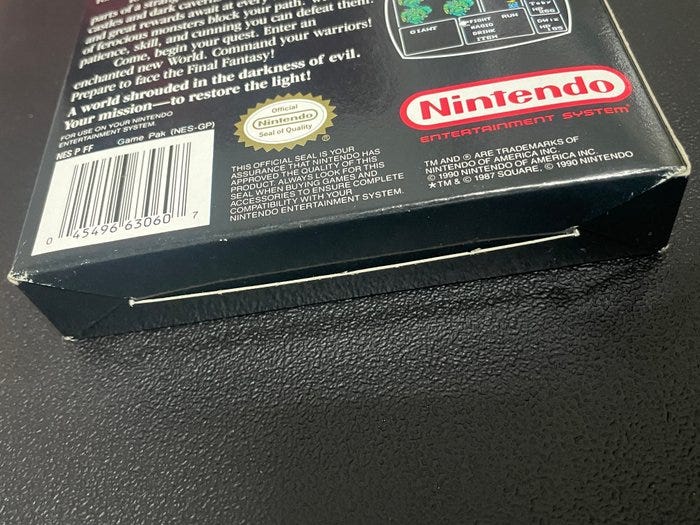 parts
castles and dark caverns
and great rewards await at every
of ferocious monsters block your path.
patience, skill and cunning you can defeat them.
Come, begin your quest. Enter an
enchanted new World. Command your warriors!
Prepare to face the Final Fantasy!
A world shrouded in the darkness of evil.
Your mission—to restore the light!
FOR USE ON YOUR NINTENDO
ENTERTAINMENT SYSTEM.
NES P FF
Game Pak (NES-GP)
0 45496 63060 7
Official
Nintendo
Seal of Quality
®
THIS OFFICIAL SEAL IS YOUR
ASSURANCE THAT NINTENDO HAS
APPROVED THE QUALITY OF THIS
PRODUCT. ALWAYS LOOK FOR THIS
SEAL WHEN BUYING GAMES AND
ACCESSORIES TO ENSURE COMPLETE
COMPATIBILITY WITH YOUR
NINTENDO ENTERTAINMENT SYSTEM.
GIANT
FIGHT
MAGIC
DRINK
ITEM
RUN
HP
Nintendo
ENTERTAINMENT SYSTEM
TM AND ® ARE TRADEMARKS OF
NINTENDO OF AMERICA INC.
© 1990 NINTENDO OF AMERICA INC.
★TM & © 1987 SQUARE, © 1990 NINTENDO